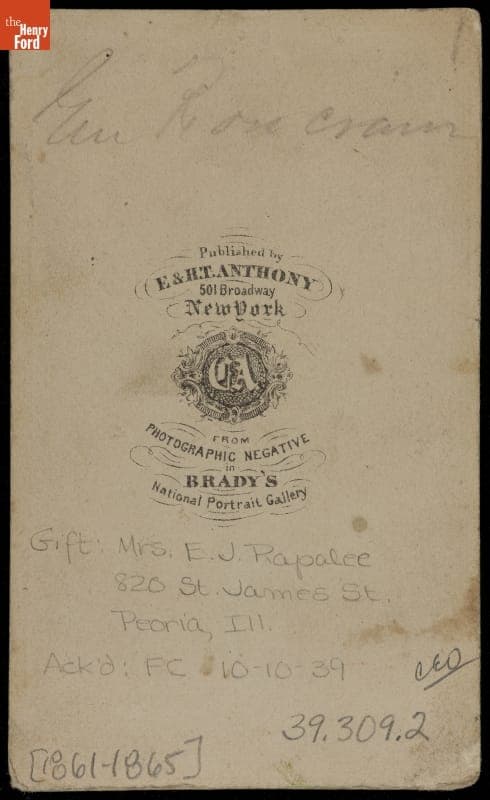 the
Henry
Ford
Gen Rosecrans
Published by
E & H.T. ANTHONY
501 Broadway
New York
CA
FROM
PHOTOGRAPHIC NEGATIVE
in
BRADY'S
National Portrait Gallery
Gift: Mrs. E. J. Rapalee
820 St. James St.
Peoria, Ill.
Ack'd: FC 10-10-39
39.309.2
[1861-1865]